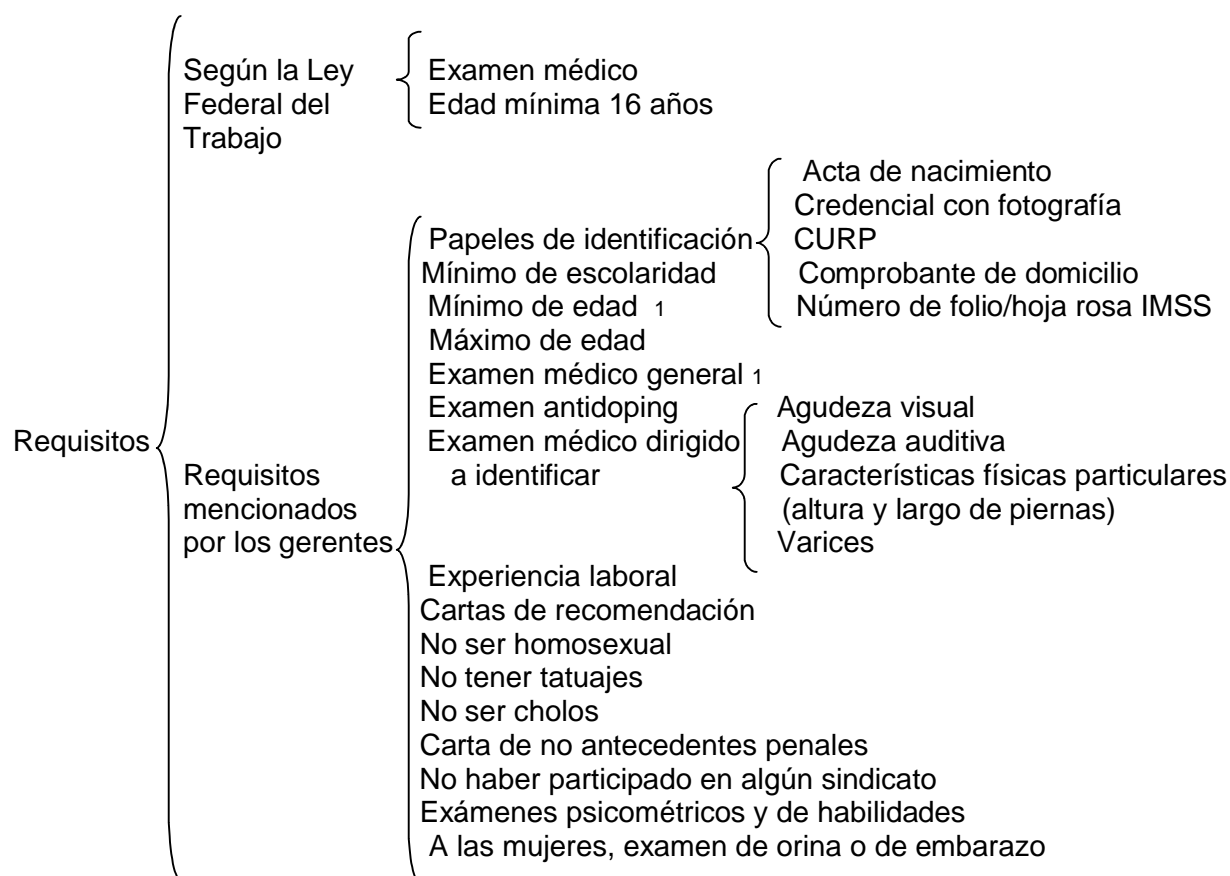 Requisitos
Según la Ley
Federal del
Trabajo
Examen médico
Edad mínima 16 años
Requisitos
mencionados
por los gerentes
Papeles de identificación
Acta de nacimiento
Credencial con fotografía
CURP
Comprobante de domicilio
Número de folio/hoja rosa IMSS
Mínimo de escolaridad
Mínimo de edad 1
Máximo de edad
Examen médico general 1
Examen antidoping
Examen médico dirigido
a identificar
Agudeza visual
Agudeza auditiva
Características físicas particulares
(altura y largo de piernas)
Varices
Experiencia laboral
Cartas de recomendación
No ser homosexual
No tener tatuajes
No ser cholos
Carta de no antecedentes penales
No haber participado en algún sindicato
Exámenes psicométricos y de habilidades
A las mujeres, examen de orina o de embarazo